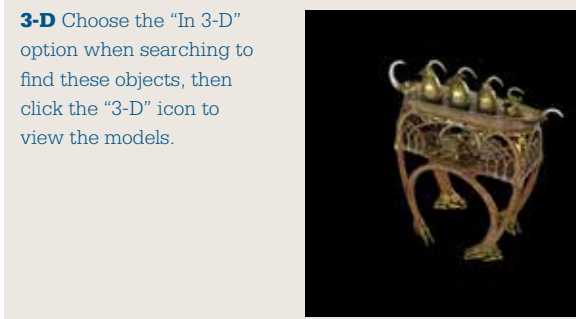 3-D Choose the “In 3-D”
option when searching to
find these objects, then
click the “3-D” icon to
view the models.